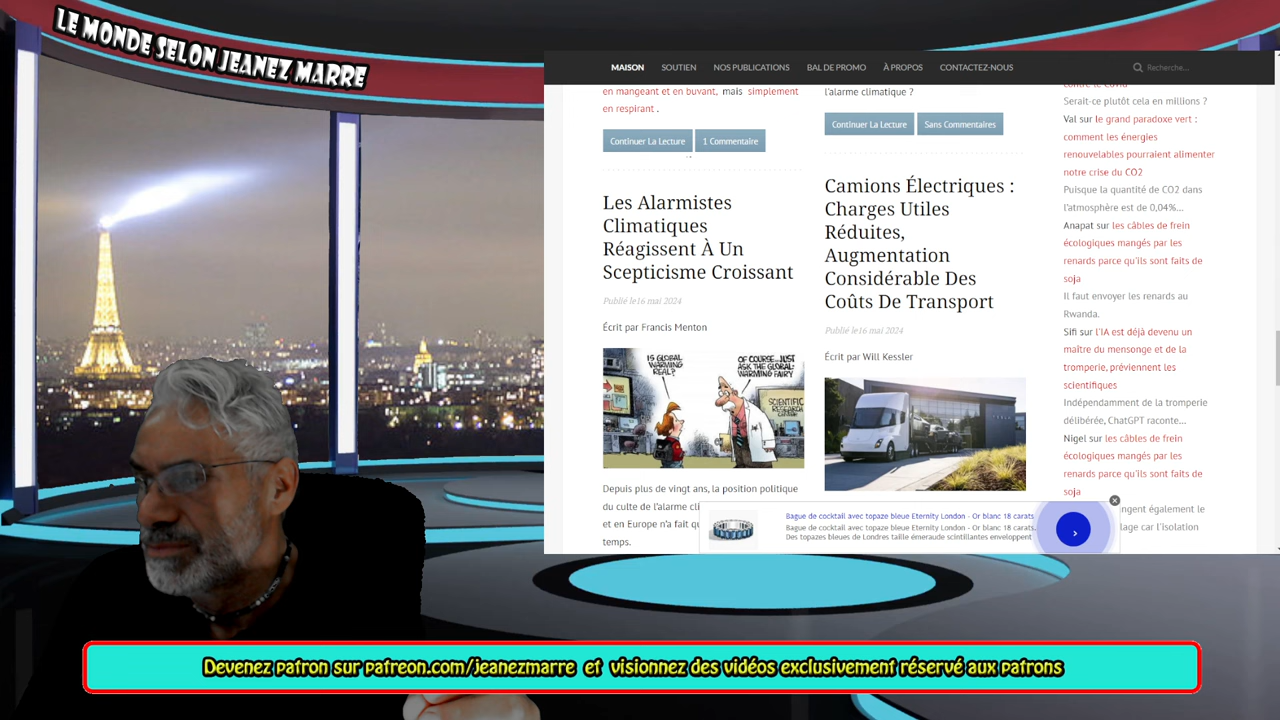 LE MONDE SELON JEANEZ MARRE
MAISON SOUTIEN NOS PUBLICATIONS BAL DE PROMO À PROPOS CONTACTEZ-NOUS Recherche...
en mangeant et en buvant, mais simplement
en respirant .
Continuer La Lecture 1 Commentaire
Les Alarmistes
Climatiques
Réagissent À Un
Scepticisme Croissant
Publié le16 mai 2024
Écrit par Francis Menton
IS GLOBAL
WARMING
REAL?
OF COURSE...JUST
ASK THE GLOBAL
WARMING FAIRY
SCIENTIFIC
RESEARCH
Depuis plus de vingt ans, la position politique
du culte de l'alarme cli
et en Europe n'a fait qu
temps.
l'alarme climatique ?
Continuer La Lecture Sans Commentaires
Camions Électriques :
Charges Utiles
Réduites,
Augmentation
Considérable Des
Coûts De Transport
Publié le16 mai 2024
Écrit par Will Kessler
contre le Covid
Serait-ce plutôt cela en millions ?
Val sur le grand paradoxe vert :
comment les énergies
renouvelables pourraient alimenter
notre crise du CO2
Puisque la quantité de CO2 dans
l'atmosphère est de 0,04%...
Anapat sur les câbles de frein
écologiques mangés par les
renards parce qu'ils sont faits de
soja
Il faut envoyer les renards au
Rwanda.
Sifi sur l'IA est déjà devenu un
maître du mensonge et de la
tromperie, préviennent les
scientifiques
Indépendamment de la tromperie
délibérée, ChatGPT raconte...
Nigel sur les câbles de frein
écologiques mangés par les
renards parce qu'ils sont faits de
soja
ngent également le
lage car l'isolation
Bague de cocktail avec topaze bleue Eternity London - Or blanc 18 carats
Bague de cocktail avec topaze bleue Eternity London - Or blanc 18 carats.
Des topazes bleues de Londres taille émeraude scintillantes enveloppent
Devenez patron sur patreon.com/jeanezmarre et visionnez des vidéos exclusivement réservé aux patrons